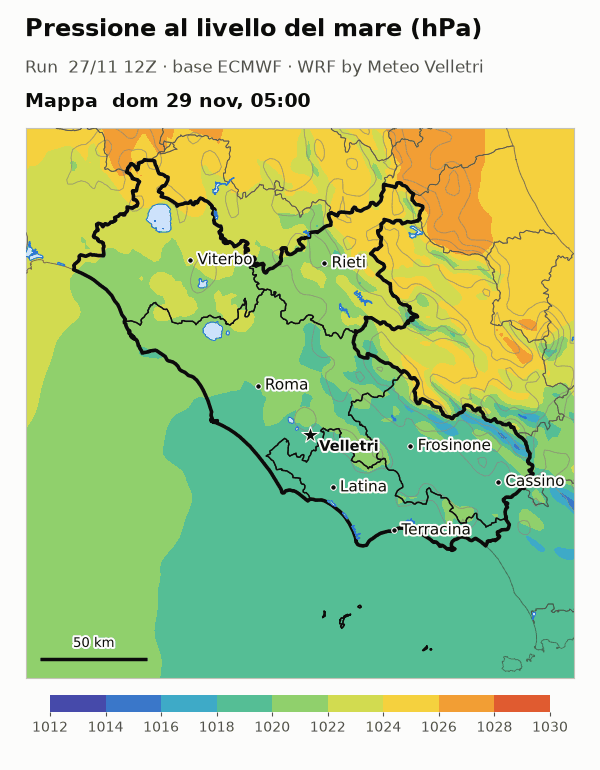 Pressione al livello del mare (hPa)
Run  27/11 12Z · base ECMWF · WRF by Meteo Velletri
Mappa  dom 29 nov, 05:00
Viterbo
Rieti
Roma
Velletri
Frosinone
Cassino
Latina
Terracina
50 km
1012 1014 1016 1018 1020 1022 1024 1026 1028 1030